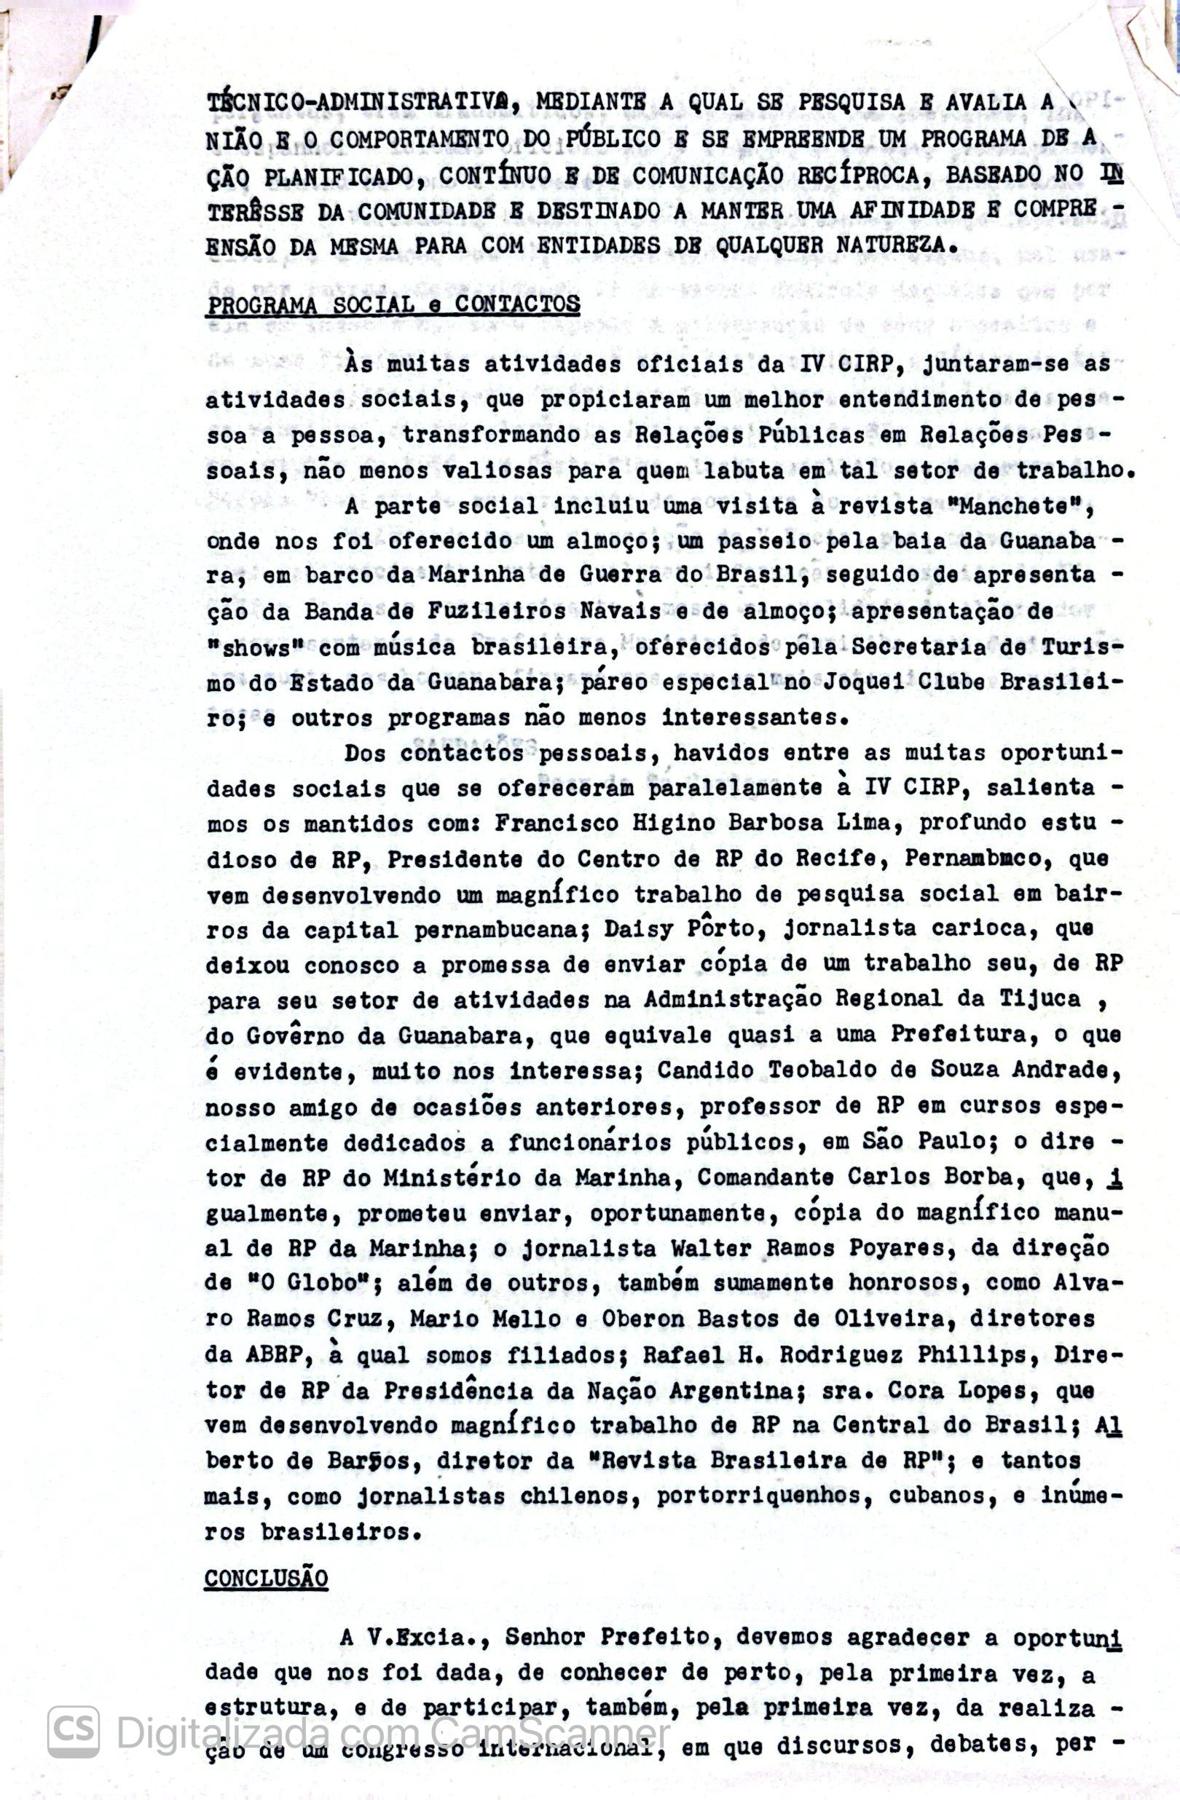 TÉCNICO-ADMINISTRATIVA, MEDIANTE A QUAL SE PESQUISA E AVALIA A OPI-
NIÃO E O COMPORTAMENTO DO PÚBLICO E SE EMPREENDE UM PROGRAMA DE A -
ÇÃO PLANIFICADO, CONTÍNUO E DE COMUNICAÇÃO RECÍPROCA, BASEADO NO IN
TERÊSSE DA COMUNIDADE E DESTINADO A MANTER UMA AFINIDADE E COMPRE -
ENSÃO DA MESMA PARA COM ENTIDADES DE QUALQUER NATUREZA.
PROGRAMA SOCIAL e CONTACTOS
Às muitas atividades oficiais da IV CIRP, juntaram-se as
atividades sociais, que propiciaram um melhor entendimento de pes -
soa a pessoa, transformando as Relações Públicas em Relações Pes -
soais, não menos valiosas para quem labuta em tal setor de trabalho.
A parte social incluiu uma visita à revista "Manchete",
onde nos foi oferecido um almoço; um passeio pela baia da Guanaba -
ra, em barco da Marinha de Guerra do Brasil, seguido de apresenta -
ção da Banda de Fuzileiros Navais e de almoço; apresentação de
"shows" com música brasileira, oferecidos pela Secretaria de Turis-
mo do Estado da Guanabara; páreo especial no Joquei Clube Brasilei-
ro; e outros programas não menos interessantes.
Dos contactos pessoais, havidos entre as muitas oportuni-
dades sociais que se ofereceram paralelamente à IV CIRP, salienta -
mos os mantidos com: Francisco Higino Barbosa Lima, profundo estu -
dioso de RP, Presidente do Centro de RP do Recife, Pernambuco, que
vem desenvolvendo um magnífico trabalho de pesquisa social em bair-
ros da capital pernambucana; Daisy Pôrto, jornalista carioca, que
deixou conosco a promessa de enviar cópia de um trabalho seu, de RP
para seu setor de atividades na Administração Regional da Tijuca ,
do Govêrno da Guanabara, que equivale quasi a uma Prefeitura, o que
é evidente, muito nos interessa; Candido Teobaldo de Souza Andrade,
nosso amigo de ocasiões anteriores, professor de RP em cursos espe-
cialmente dedicados a funcionários públicos, em São Paulo; o dire -
tor de RP do Ministério da Marinha, Comandante Carlos Borba, que, i
gualmente, prometeu enviar, oportunamente, cópia do magnífico manu-
al de RP da Marinha; o jornalista Walter Ramos Poyares, da direção
de "O Globo"; além de outros, também sumamente honrosos, como Alva-
ro Ramos Cruz, Mario Mello e Oberon Bastos de Oliveira, diretores
da ABRP, à qual somos filiados; Rafael H. Rodriguez Phillips, Dire-
tor de RP da Presidência da Nação Argentina; sra. Cora Lopes, que
vem desenvolvendo magnífico trabalho de RP na Central do Brasil; Al
berto de Barros, diretor da "Revista Brasileira de RP"; e tantos
mais, como jornalistas chilenos, portorriquenhos, cubanos, e inúme-
ros brasileiros.
CONCLUSÃO
A V.Excia., Senhor Prefeito, devemos agradecer a oportuni
dade que nos foi dada, de conhecer de perto, pela primeira vez, a
estrutura, e de participar, também, pela primeira vez, da realiza -
ção de um congresso internacional, em que discursos, debates, per -
CS Digitalizada com CamScanner